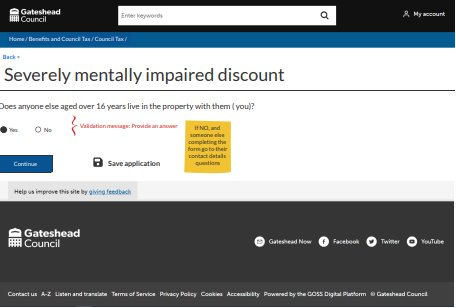 Gateshead
Council
Enter keywords
My account
Home / Benefits and Council Tax / Council Tax /
Back -
Severely mentally impaired discount
Does anyone else aged over 16 years live in the property with them (you)?
Yes
No
Validation message: Provide an answer
If NO, and
someone else
completing the
form go to their
contact details
questions
Continue
Save application
Help us improve this site by giving feedback
Gateshead
Council
Gateshead Now
Facebook
Twitter
YouTube
Contact us A-Z Listen and translate Terms of Service Privacy Policy Cookies Accessibility Powered by the GOSS Digital Platform © Gateshead Council